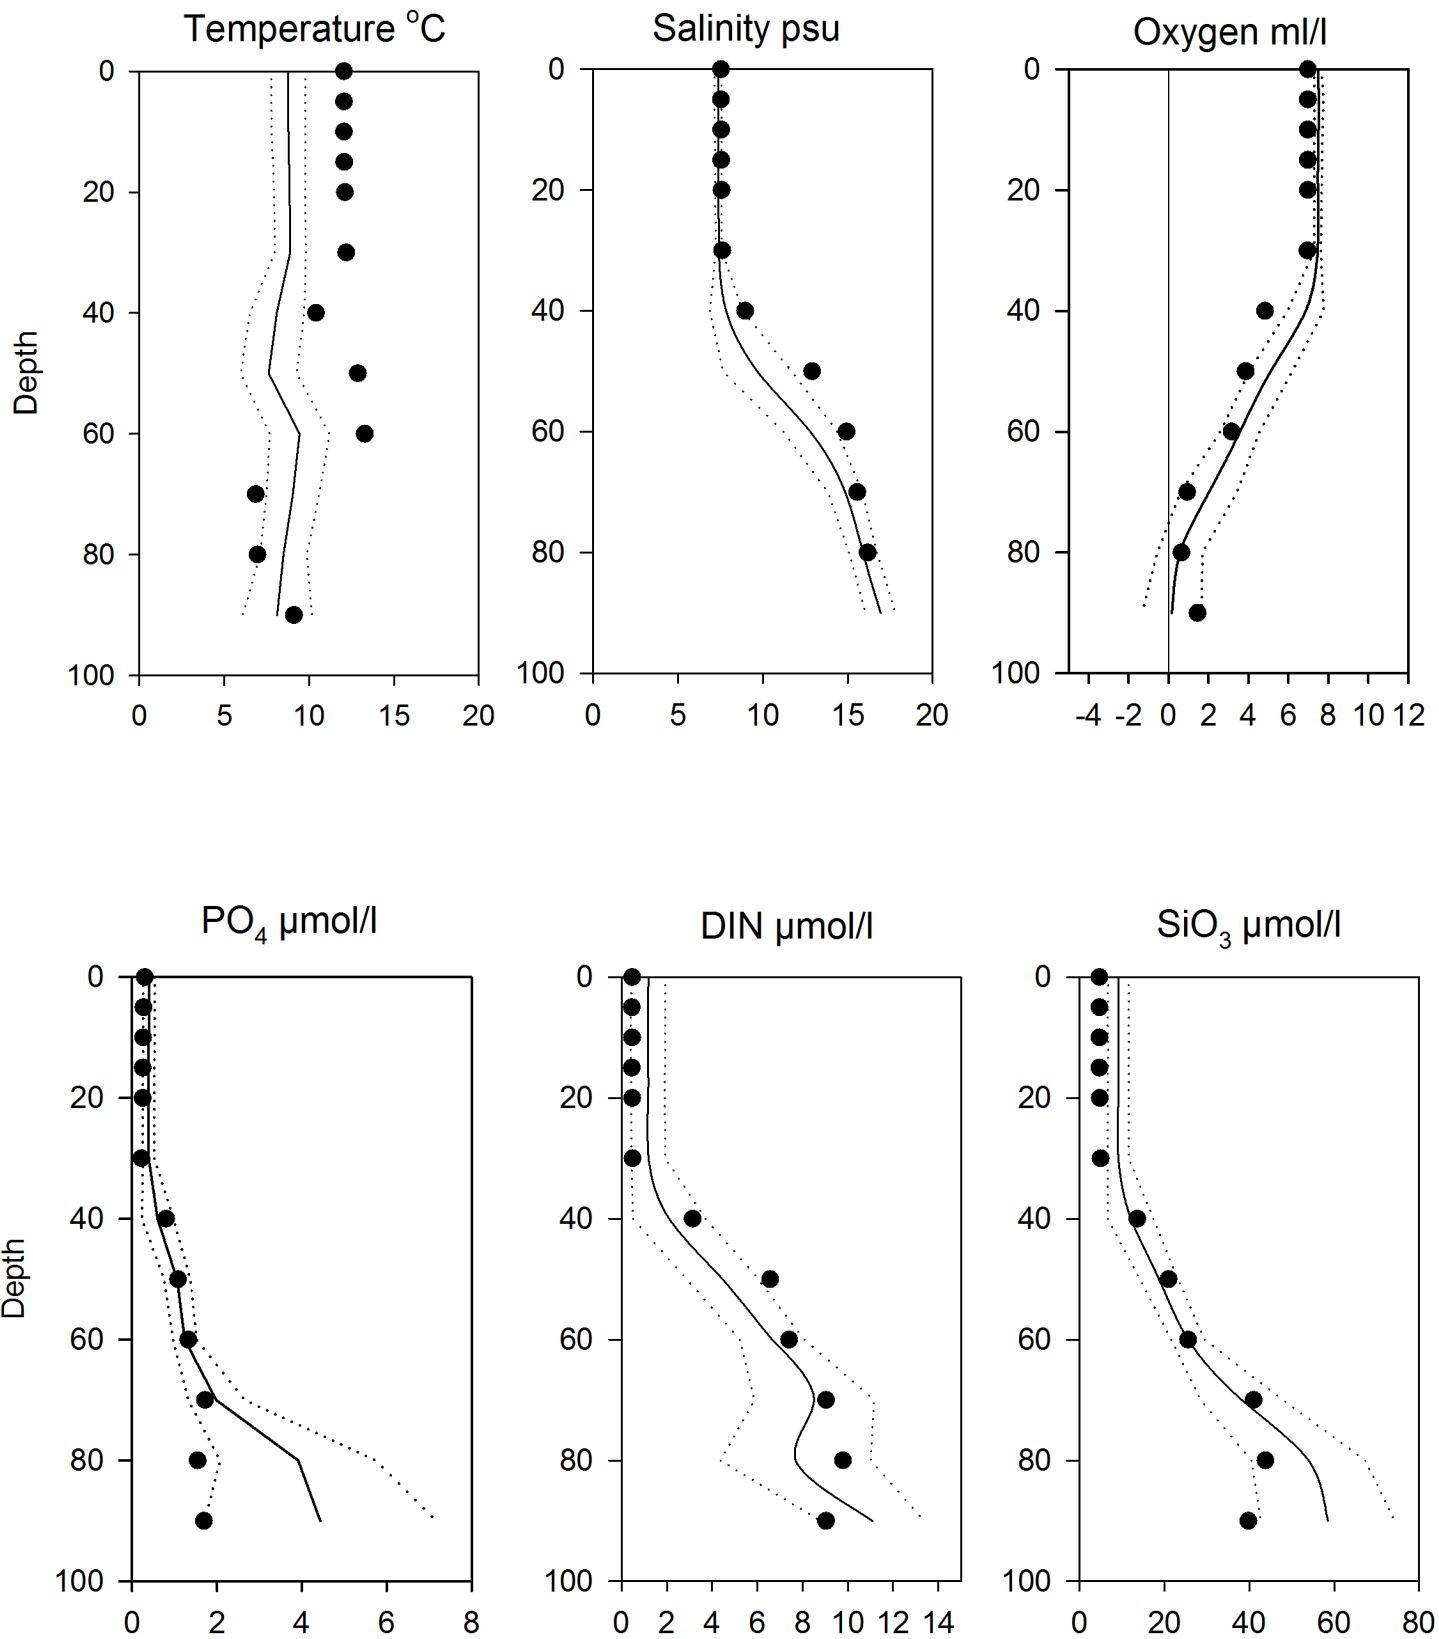 Temperature °C
Salinity psu
Oxygen ml/l
0
20
40
60
80
100
Depth
0 5 10 15 20
0
20
40
60
80
100
0 5 10 15 20
0
20
40
60
80
100
-4 -2 0 2 4 6 8 10 12
PO₄ µmol/l
DIN µmol/l
SiO₃ µmol/l
0
20
40
60
80
100
Depth
0 2 4 6 8
0
20
40
60
80
100
0 2 4 6 8 10 12 14
0
20
40
60
80
100
0 20 40 60 80